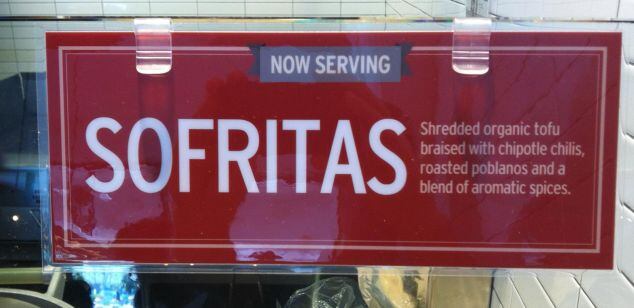 NOW SERVING
SOFRITAS
Shredded organic tofu
braised with chipotle chilis,
roasted poblanos and a
blend of aromatic spices.